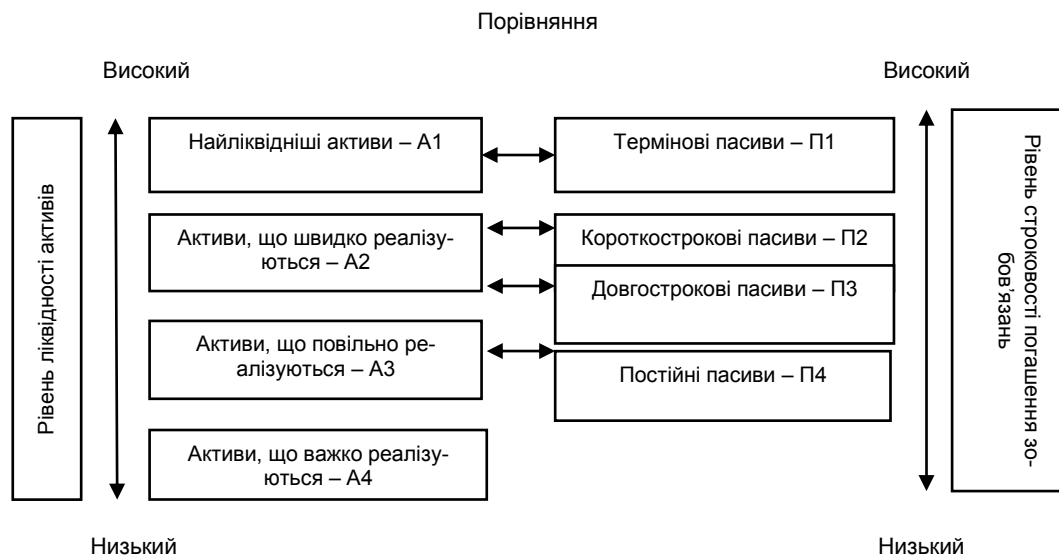 Порівняння
Високий
Високий
Рівень ліквідності активів
Найліквідніші активи – А1
Термінові пасиви – П1
Активи, що швидко реалізу-
ються – А2
Короткострокові пасиви – П2
Довгострокові пасиви – П3
Активи, що повільно ре-
алізуються – А3
Постійні пасиви – П4
Активи, що важко реалізу-
ються – А4
Рівень строковості погашення зо-
бов’язань
Низький
Низький